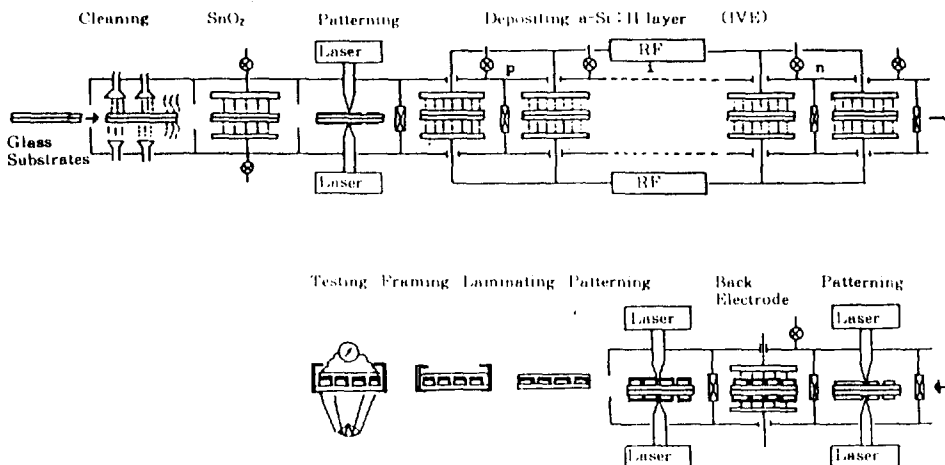 Cleaning SnO₂ Patterning Depositing a-Si:H layer (IVE)
Laser RF
p i n
Glass
Substrates
Laser RF
Testing Framing Laminating Patterning Back
Electrode Patterning
Laser Laser
Laser Laser